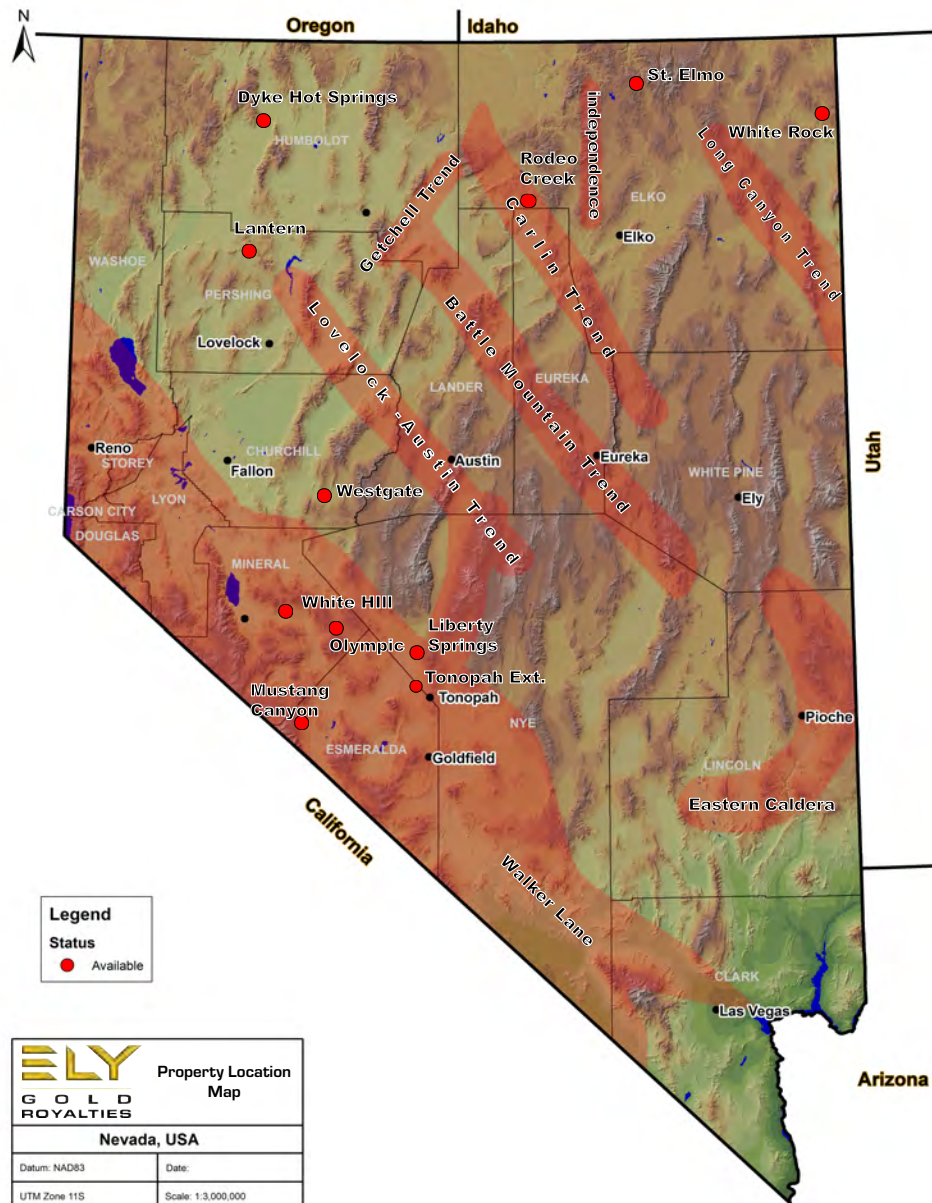 N
Oregon
Idaho
St. Elmo
Dyke Hot Springs
HUMBOLDT
independence
White Rock
Long Canyon Trend
Rodeo
Creek
Getchell Trend
ELKO
Carlin Trend
Elko
Lantern
WASHOE
PERSHING
Lovelock -Austin Trend
Battle Mountain Trend
Lovelock
LANDER
EUREKA
Utah
Reno
STOREY
CHURCHILL
Fallon
Austin
Eureka
WHITE PINE
Ely
LYON
Westgate
CARSON CITY
DOUGLAS
MINERAL
White HIll
Olympic
Liberty
Springs
Tonopah Ext.
Tonopah
Mustang
Canyon
NYE
Pioche
ESMERALDA
Goldfield
LINCOLN
Eastern Caldera
California
Walker Lane
CLARK
Las Vegas
Arizona
Legend
Status
Available
ELY
GOLD
ROYALTIES
Property Location
Map
Nevada, USA
Datum: NAD83
Date:
UTM Zone 11S
Scale: 1:3,000,000